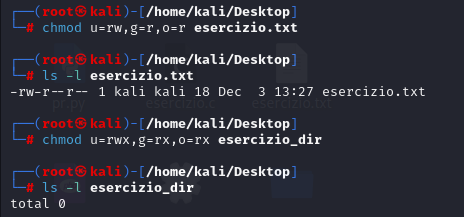 ┌──(root㉿kali)-[/home/kali/Desktop]
└─# chmod u=rw,g=r,o=r esercizio.txt
┌──(root㉿kali)-[/home/kali/Desktop]
└─# ls -l esercizio.txt
-rw-r--r-- 1 kali kali 18 Dec  3 13:27 esercizio.txt
┌──(root㉿kali)-[/home/kali/Desktop]
└─# chmod u=rwx,g=rx,o=rx esercizio_dir
┌──(root㉿kali)-[/home/kali/Desktop]
└─# ls -l esercizio_dir
total 0